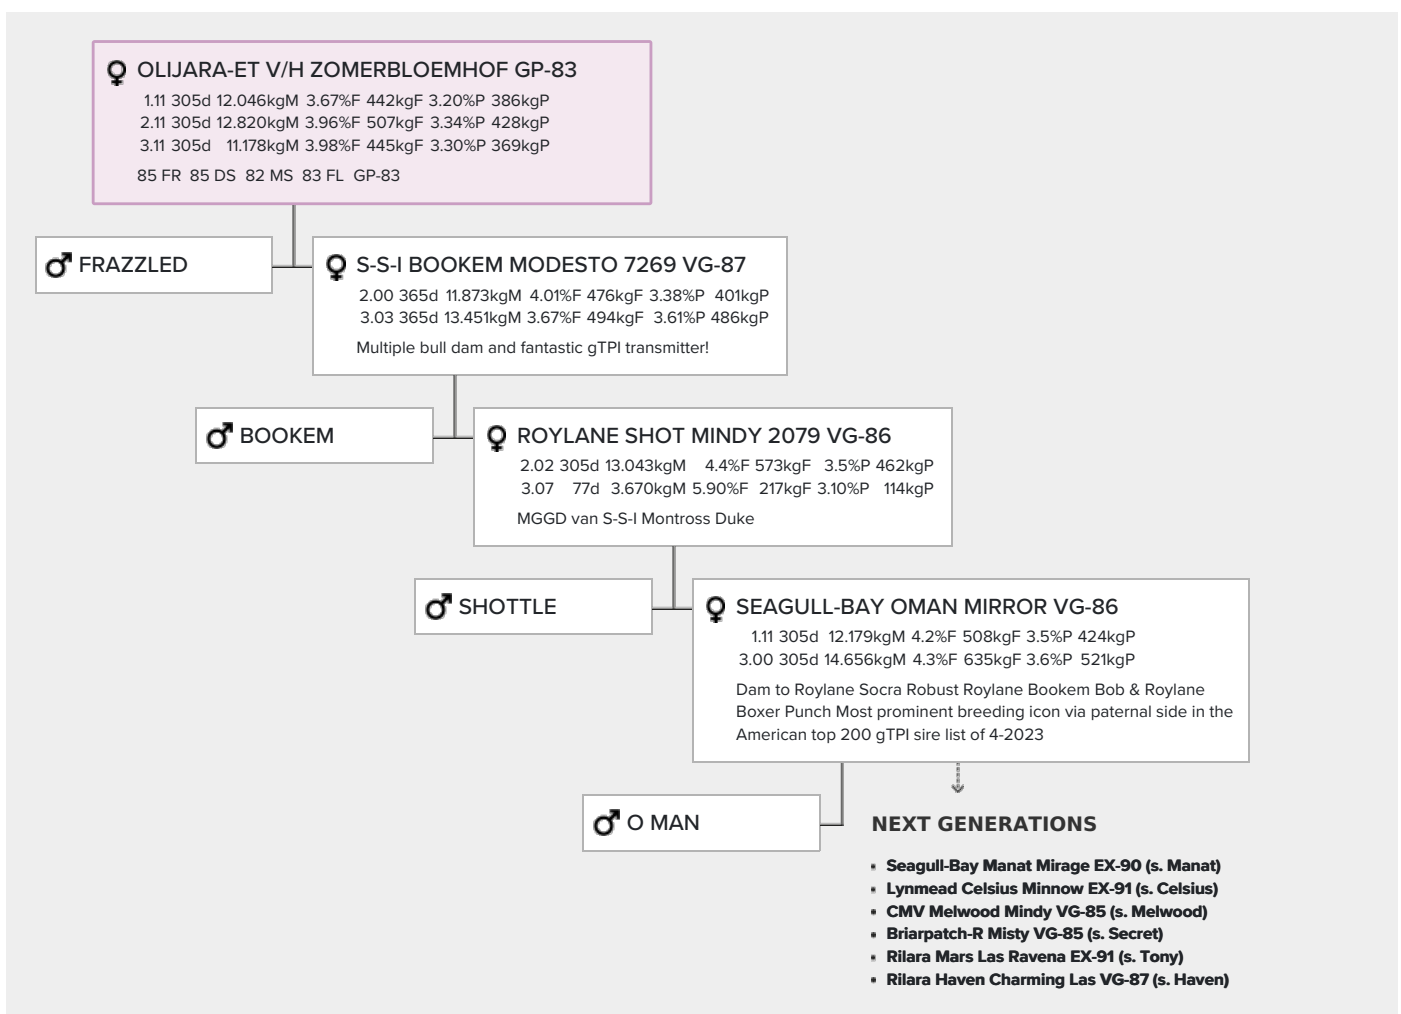 OLIJARA-ET V/H ZOMERBLOEMHOF GP-83
1.11 305d 12.046kgM 3.67%F 442kgF 3.20%P 386kgP
2.11 305d 12.820kgM 3.96%F 507kgF 3.34%P 428kgP
3.11 305d 11.178kgM 3.98%F 445kgF 3.30%P 369kgP
85 FR 85 DS 82 MS 83 FL GP-83
FRAZZLED
S-S-I BOOKEM MODESTO 7269 VG-87
2.00 365d 11.873kgM 4.01%F 476kgF 3.38%P 401kgP
3.03 365d 13.451kgM 3.67%F 494kgF 3.61%P 486kgP
Multiple bull dam and fantastic gTPI transmitter!
BOOKEM
ROYLANE SHOT MINDY 2079 VG-86
2.02 305d 13.043kgM 4.4%F 573kgF 3.5%P 462kgP
3.07 77d 3.670kgM 5.90%F 217kgF 3.10%P 114kgP
MGGD van S-S-I Montross Duke
SHOTTLE
SEAGULL-BAY OMAN MIRROR VG-86
1.11 305d 12.179kgM 4.2%F 508kgF 3.5%P 424kgP
3.00 305d 14.656kgM 4.3%F 635kgF 3.6%P 521kgP
Dam to Roylane Socra Robust Roylane Bookem Bob & Roylane
Boxer Punch Most prominent breeding icon via paternal side in the
American top 200 gTPI sire list of 4-2023
O MAN
NEXT GENERATIONS
• Seagull-Bay Manat Mirage EX-90 (s. Manat)
• Lynmead Celsius Minnow EX-91 (s. Celsius)
• CMV Melwood Mindy VG-85 (s. Melwood)
• Briarpatch-R Misty VG-85 (s. Secret)
• Rilara Mars Las Ravena EX-91 (s. Tony)
• Rilara Haven Charming Las VG-87 (s. Haven)